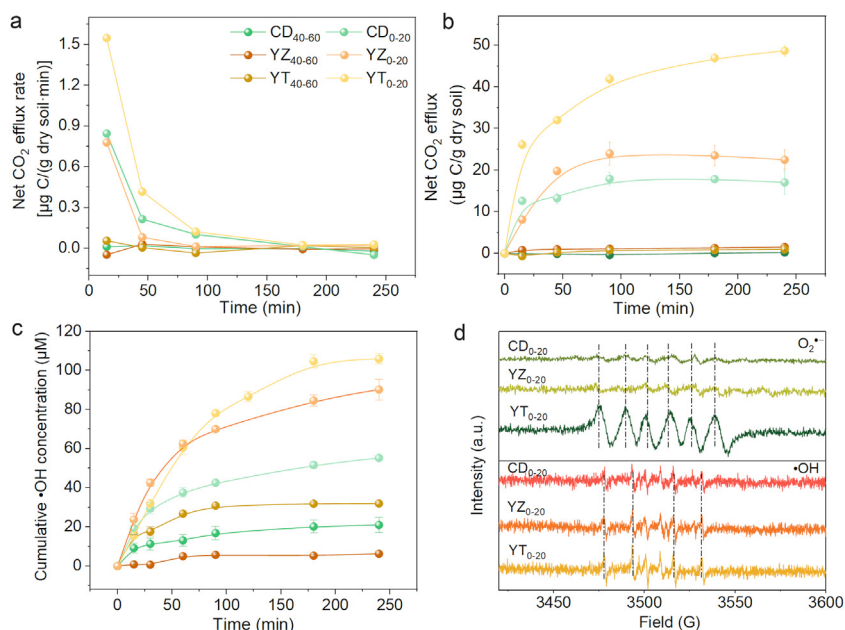 a
CD40-60 CD0-20
YZ40-60 YZ0-20
YT40-60 YT0-20
Net CO2 efflux rate
[µg C/(g dry soil·min)]
1.5
1.2
0.9
0.6
0.3
0.0
0 50 100 150 200 250
Time (min)
b
Net CO2 efflux
(µg C/g dry soil)
50
40
30
20
10
0
0 50 100 150 200 250
Time (min)
c
Cumulative •OH concentration (µM)
120
100
80
60
40
20
0
0 50 100 150 200 250
Time (min)
d
Intensity (a.u.)
CD0-20 O2•−
YZ0-20
YT0-20
CD0-20 •OH
YZ0-20
YT0-20
3450 3500 3550 3600
Field (G)